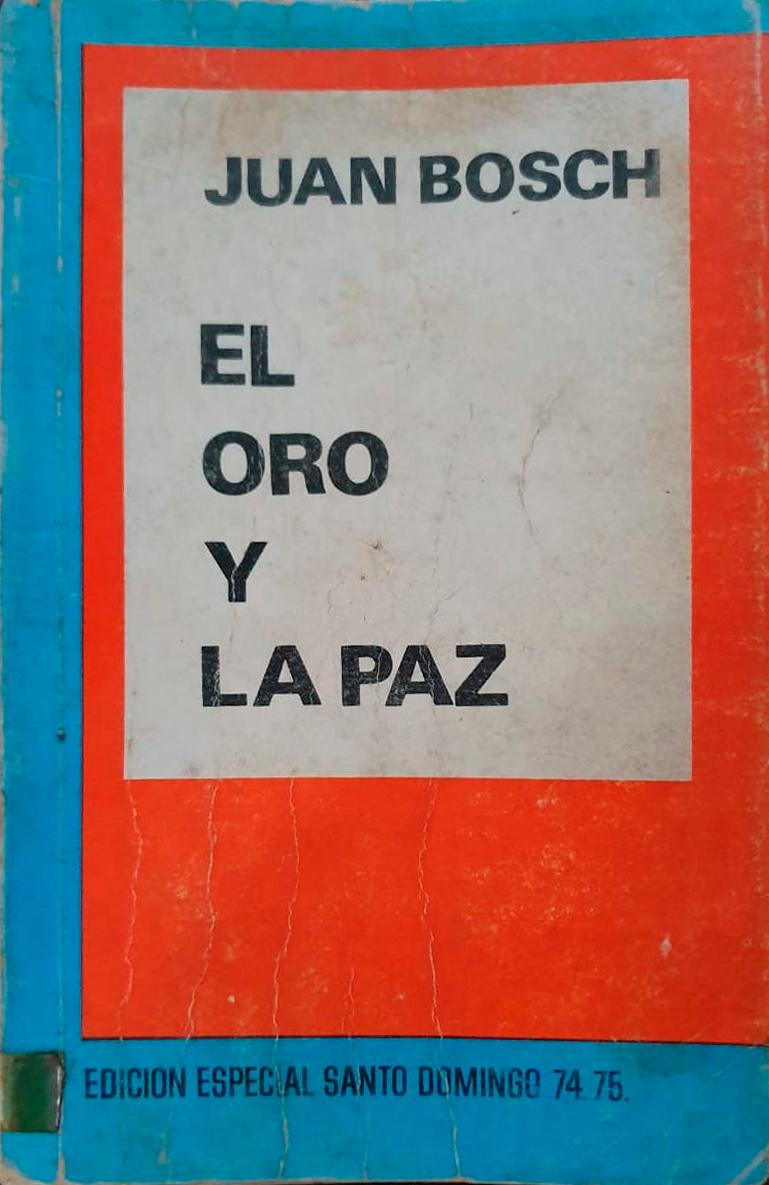 JUAN BOSCH
EL
ORO
Y
LA PAZ
EDICION ESPECIAL SANTO DOMINGO 74 75.